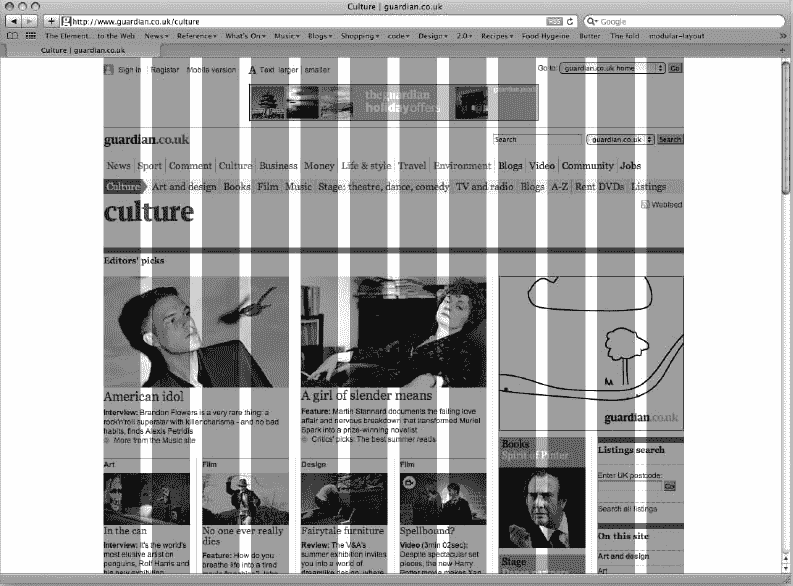 Culture | guardian.co.uk
http://www.guardian.co.uk/culture
RSS
Google
The Element... to the Web News Reference What's On Music Blogs Shopping code Design 2.0 Recipes Food Hygeine Butter The fold modular-layout
Culture | guardian.co.uk
Sign in Register Mobile version A Text larger smaller
Go to: guardian.co.uk home Go
theguardian
holidayoffers
guardian.co.uk
Search guardian.co.uk Search
News Sport Comment Culture Business Money Life & style Travel Environment Blogs Video Community Jobs
Culture Art and design Books Film Music Stage: theatre, dance, comedy TV and radio Blogs A-Z Rent DVDs Listings
culture
Webfeed
Editors' picks
American idol
Interview: Brandon Flowers is a very rare thing: a
rock'n'roll superstar with killer charisma - and no bad
habits, finds Alexis Petridis
More from the Music site
A girl of slender means
Feature: Martin Stannard documents the failing love
affair and nervous breakdown that transformed Muriel
Spark into a prize-winning novelist
Critics' picks: The best summer reads
guardian.co.uk
Art
In the can
Interview: It's the world's
most elusive artist on
penguins, Rolf Harris and
his new exhibition
Film
No one ever really
dies
Feature: How do you
breathe life into a tired
Design
Fairytale furniture
Review: The V&A's
summer exhibition invites
you into a world of
dreamlike design, where
Film
Spellbound?
Video (3min 02sec):
Despite spectacular set
pieces, the new Harry
Potter movie makes Xan
Books
Spirit of Pinter
Stage
Listings search
Enter UK postcode:
Go
Search all listings
On this site
Art and design
Art